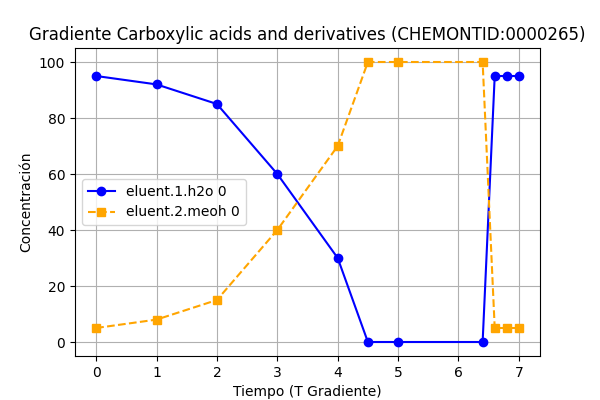 Gradiente Carboxylic acids and derivatives (CHEMONTID:0000265)
Concentración
100
80
60
40
20
0
eluent.1.h2o 0
eluent.2.meoh 0
0 1 2 3 4 5 6 7
Tiempo (T Gradiente)